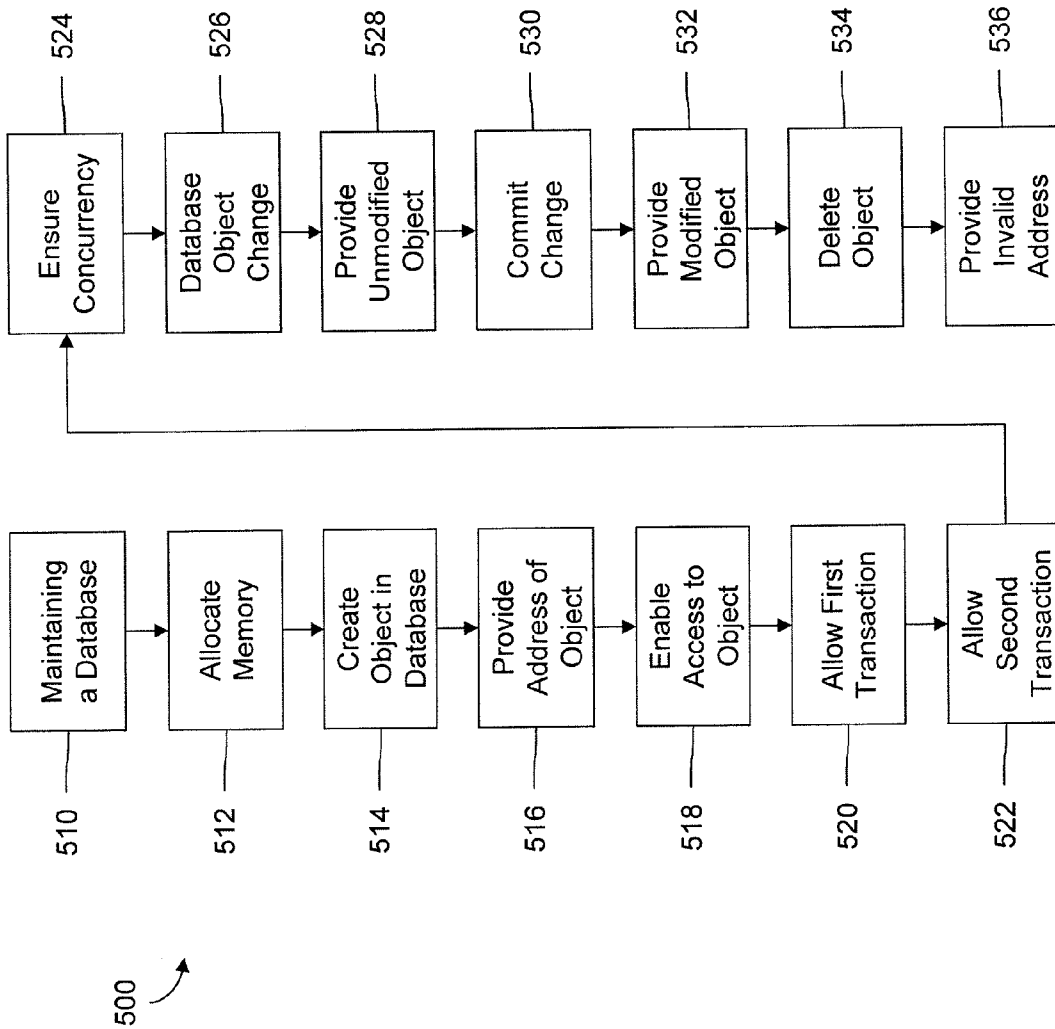 500
510
Maintaining
a Database
512
Allocate
Memory
514
Create
Object in
Database
516
Provide
Address of
Object
518
Enable
Access to
Object
520
Allow First
Transaction
522
Allow
Second
Transaction
524
Ensure
Concurrency
526
Database
Object
Change
528
Provide
Unmodified
Object
530
Commit
Change
532
Provide
Modified
Object
534
Delete
Object
536
Provide
Invalid
Address